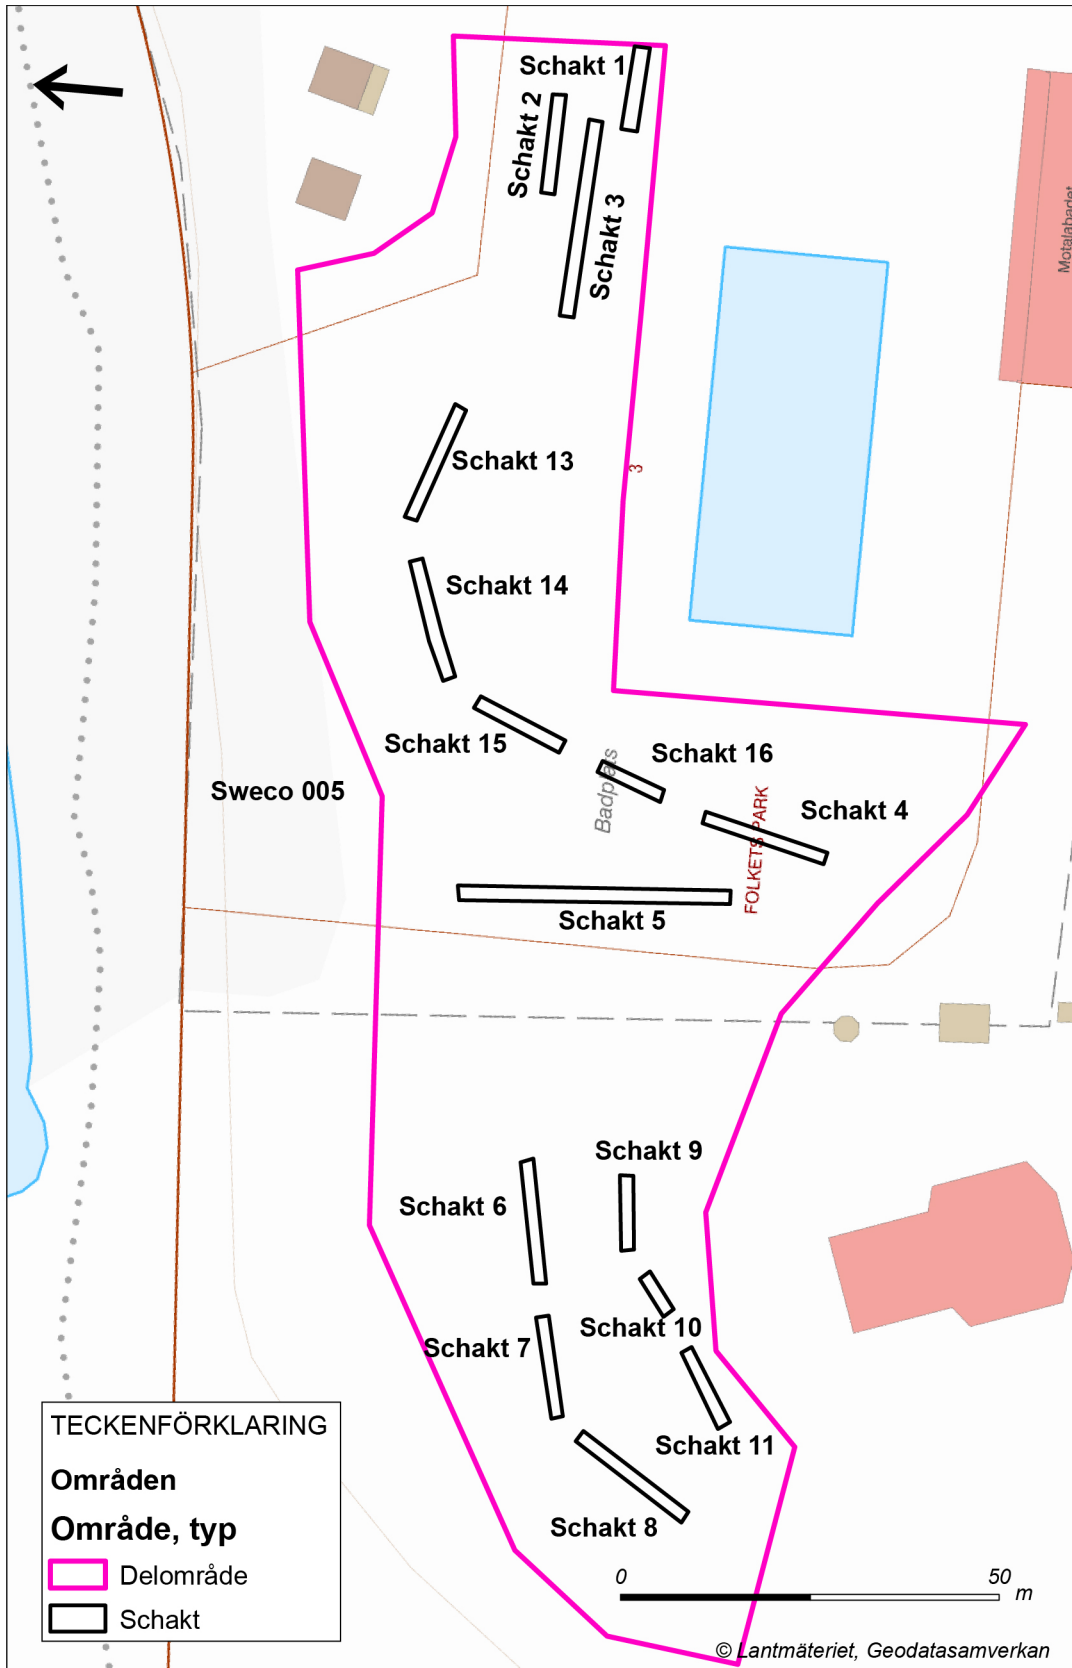 Schakt 1
Schakt 2
Schakt 3
Motalabadet
Schakt 13
3
Schakt 14
Schakt 15
Schakt 16
Badplats
Sweco 005
Schakt 4
FOLKETS PARK
Schakt 5
Schakt 9
Schakt 6
Schakt 10
Schakt 7
Schakt 11
Schakt 8
TECKENFÖRKLARING
Områden
Område, typ
Delområde
Schakt
0 50 m
© Lantmäteriet, Geodatasamverkan